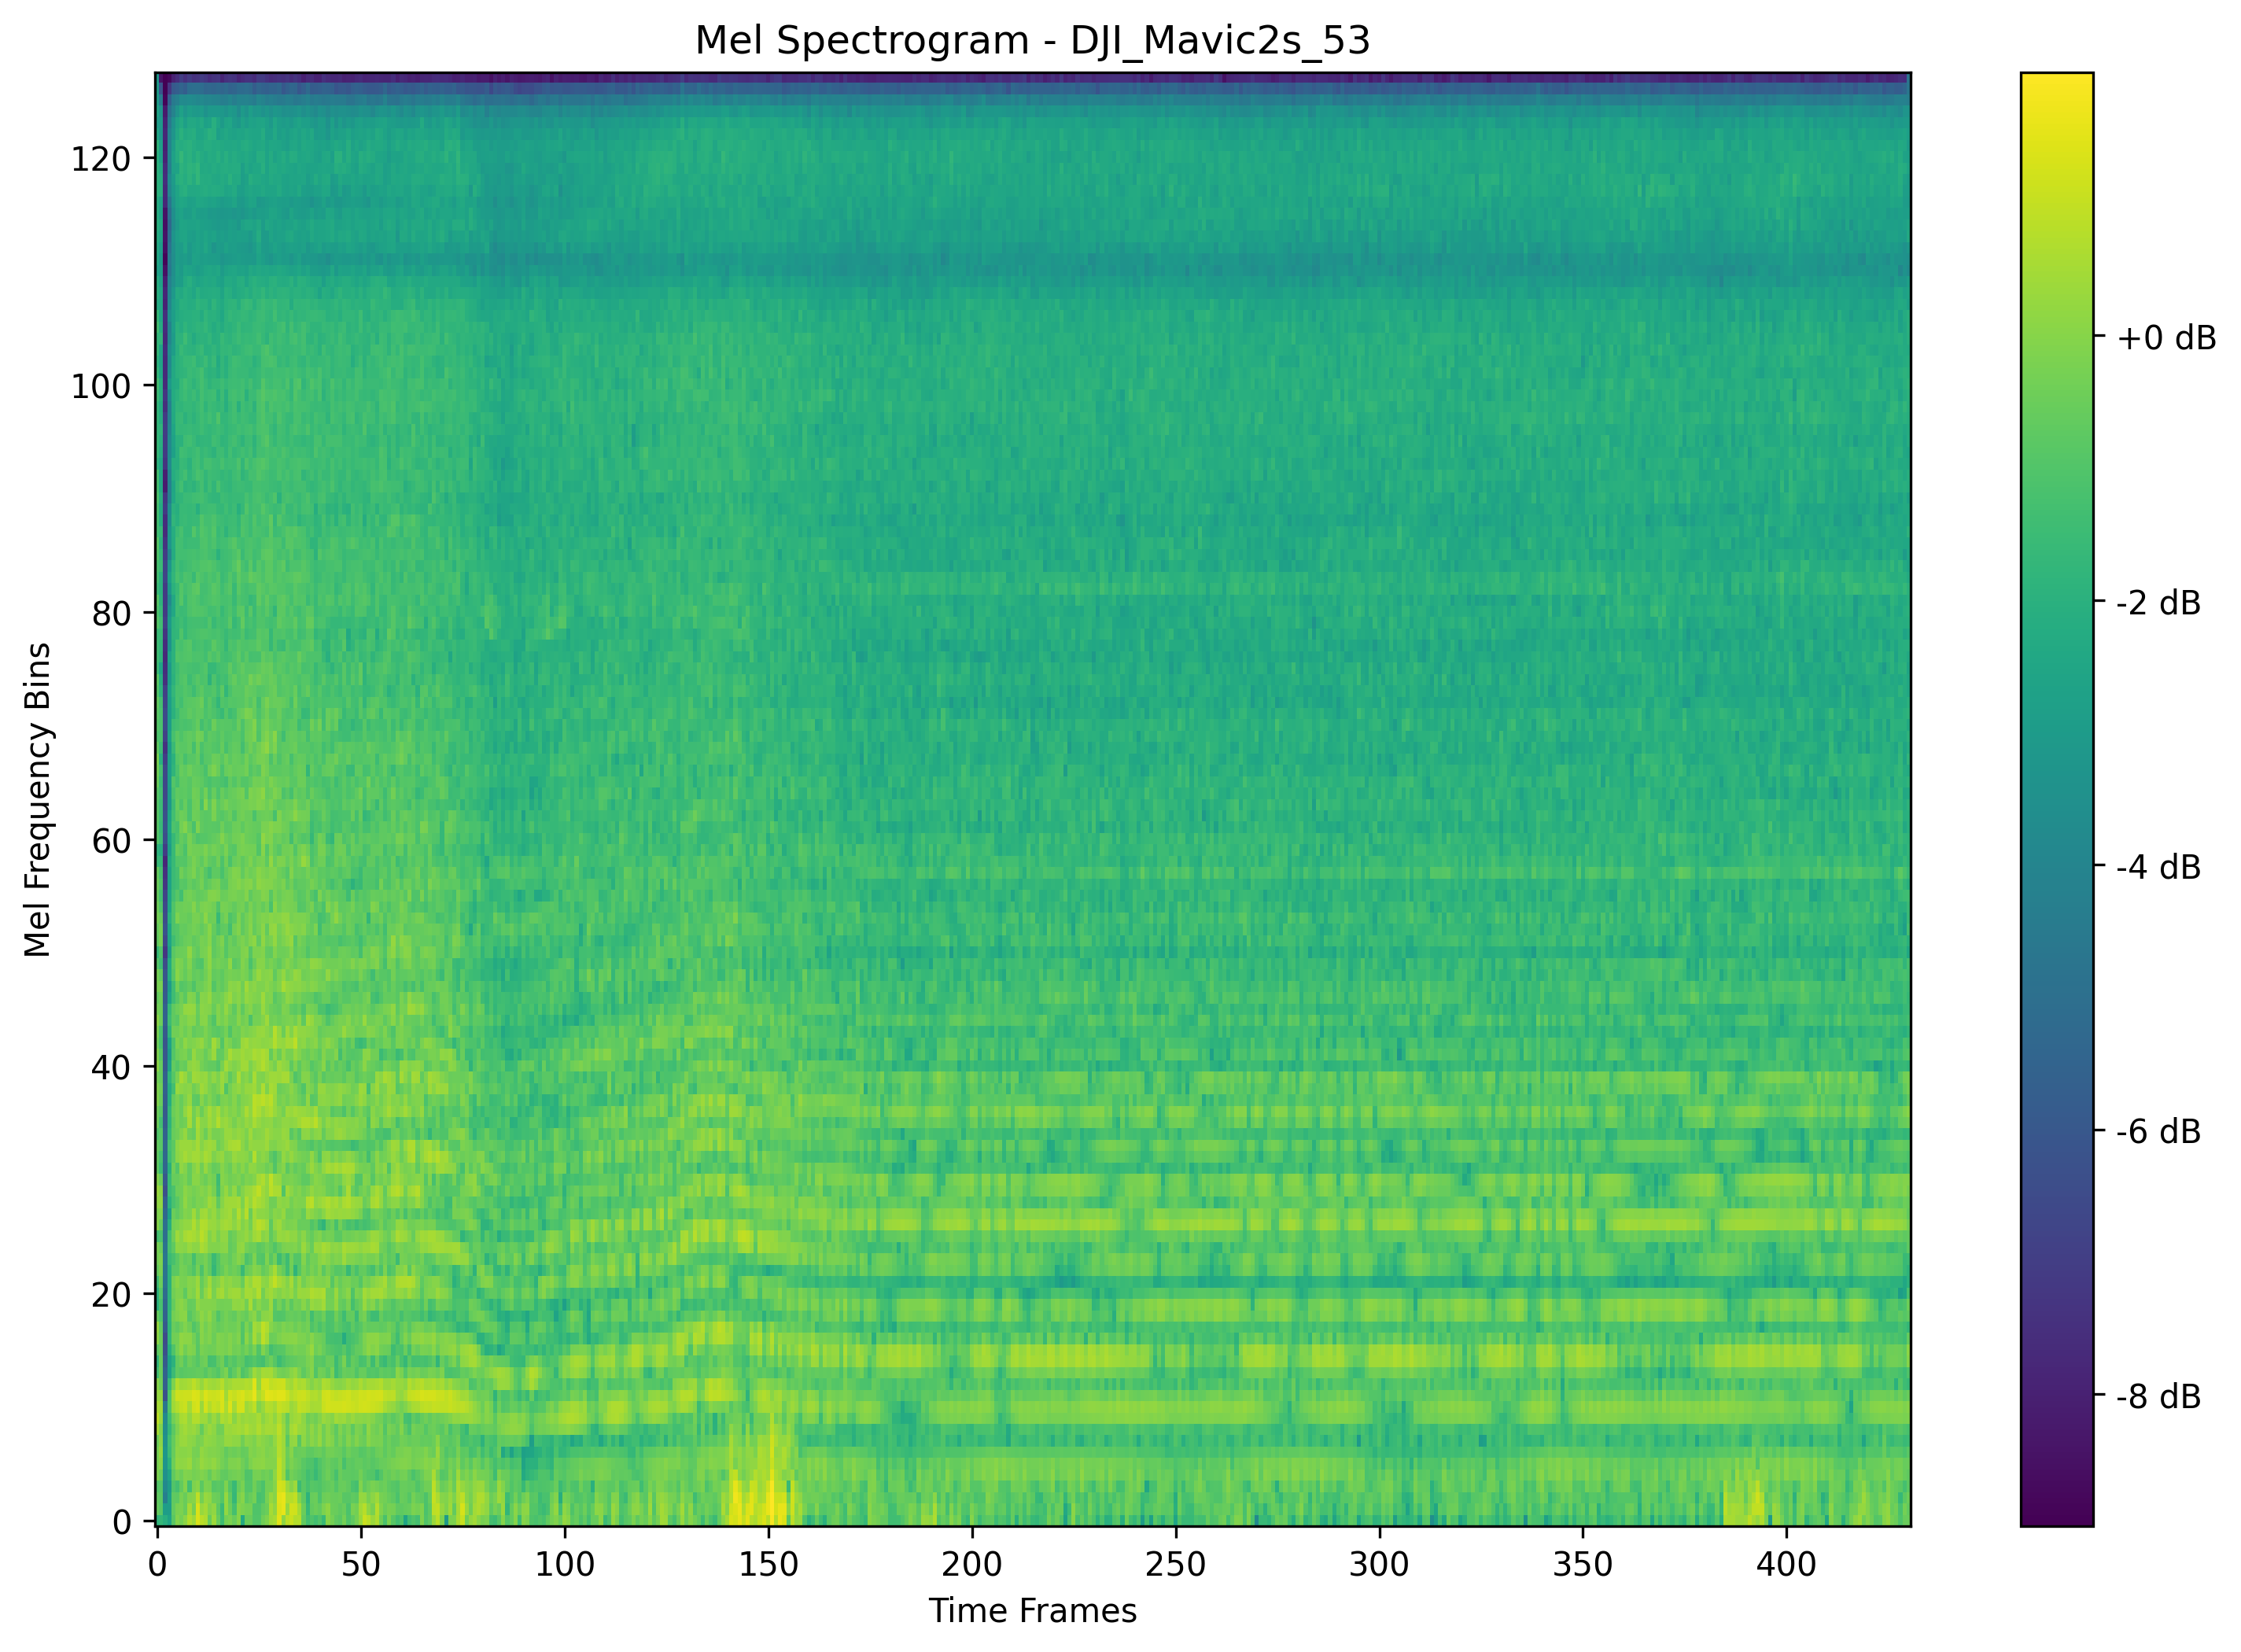 Mel Spectrogram - DJI_Mavic2s_53
Mel Frequency Bins
120
100
80
60
40
20
0
0 50 100 150 200 250 300 350 400
Time Frames
+0 dB
-2 dB
-4 dB
-6 dB
-8 dB